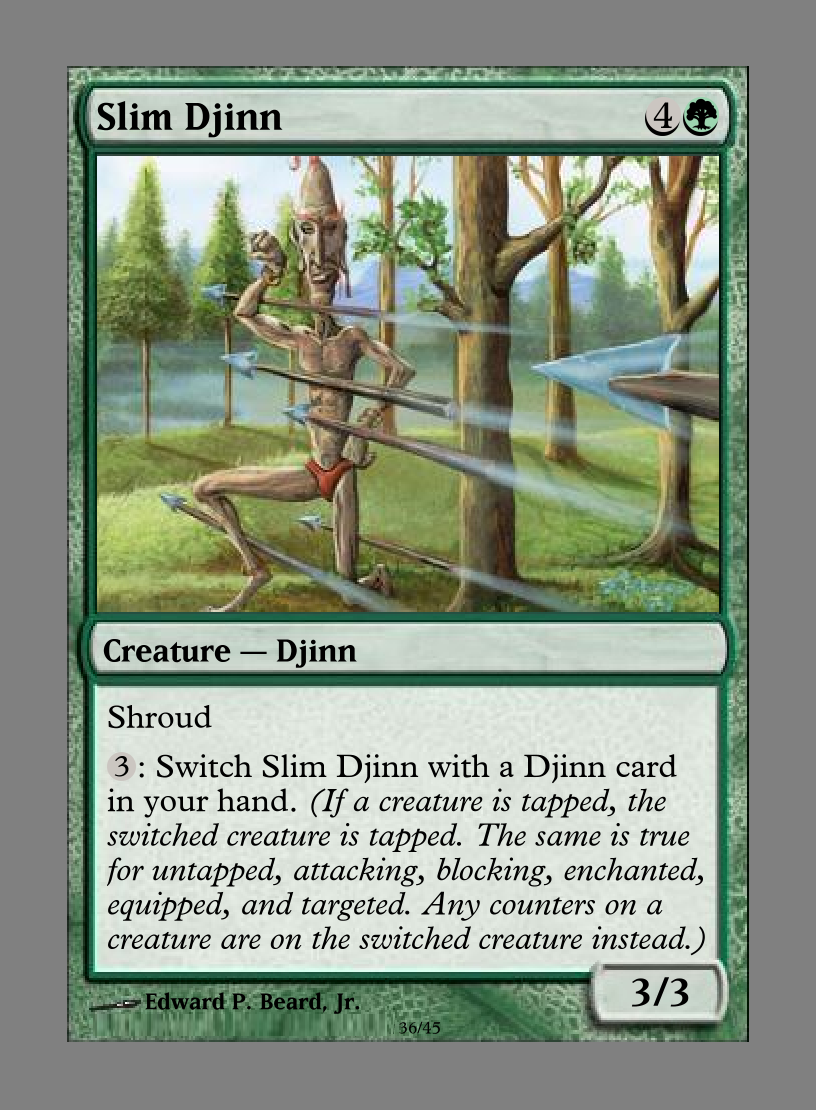 Slim Djinn 4
Creature — Djinn
Shroud
3: Switch Slim Djinn with a Djinn card
in your hand. (If a creature is tapped, the
switched creature is tapped. The same is true
for untapped, attacking, blocking, enchanted,
equipped, and targeted. Any counters on a
creature are on the switched creature instead.)
3/3
Edward P. Beard, Jr.
36/45